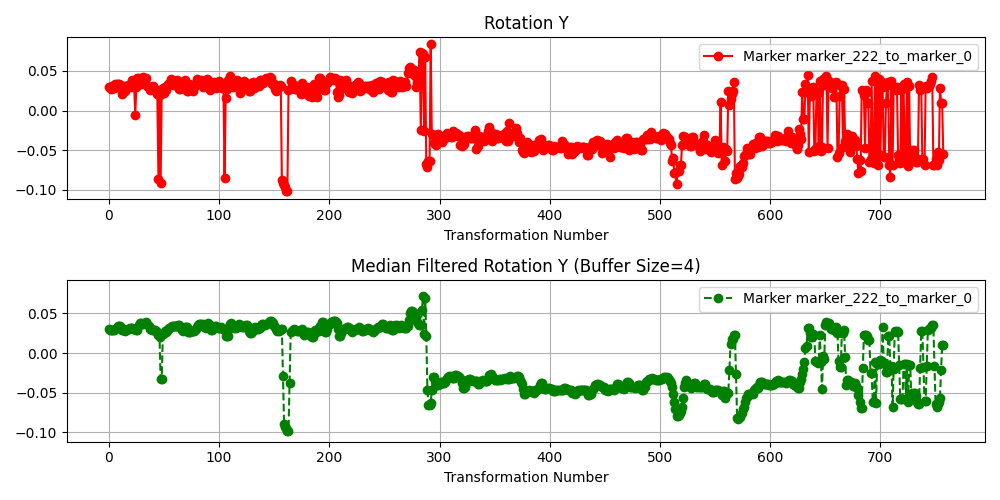 Rotation Y
Marker marker_222_to_marker_0
0.05
0.00
−0.05
−0.10
0 100 200 300 400 500 600 700
Transformation Number
Median Filtered Rotation Y (Buffer Size=4)
Marker marker_222_to_marker_0
0.05
0.00
−0.05
−0.10
0 100 200 300 400 500 600 700
Transformation Number